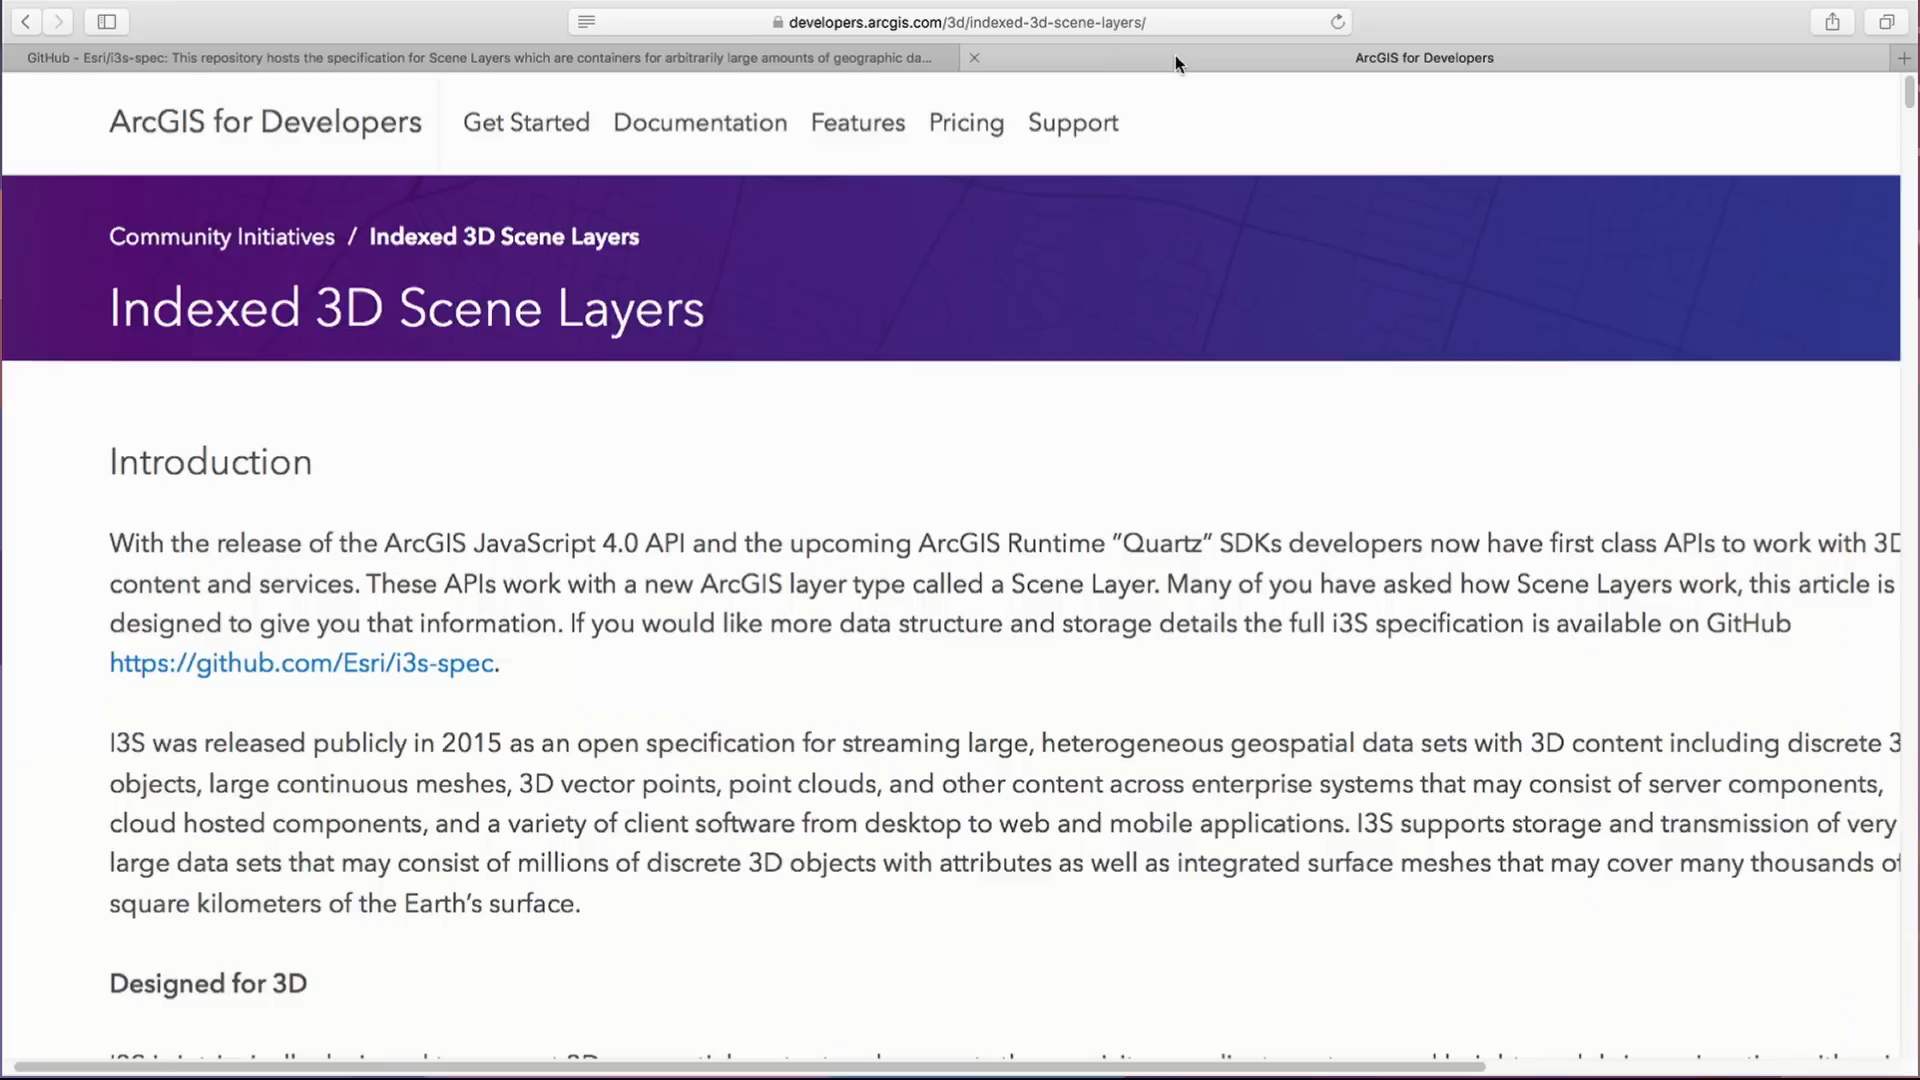 developers.arcgis.com/3d/indexed-3d-scene-layers/
GitHub - Esri/i3s-spec: This repository hosts the specification for Scene Layers which are containers for arbitrarily large amounts of geographic da...
ArcGIS for Developers
ArcGIS for Developers
Get Started Documentation Features Pricing Support
Community Initiatives / Indexed 3D Scene Layers
Indexed 3D Scene Layers
Introduction
With the release of the ArcGIS JavaScript 4.0 API and the upcoming ArcGIS Runtime “Quartz” SDKs developers now have first class APIs to work with 3D
content and services. These APIs work with a new ArcGIS layer type called a Scene Layer. Many of you have asked how Scene Layers work, this article is
designed to give you that information. If you would like more data structure and storage details the full i3S specification is available on GitHub
https://github.com/Esri/i3s-spec.
I3S was released publicly in 2015 as an open specification for streaming large, heterogeneous geospatial data sets with 3D content including discrete 3
objects, large continuous meshes, 3D vector points, point clouds, and other content across enterprise systems that may consist of server components,
cloud hosted components, and a variety of client software from desktop to web and mobile applications. I3S supports storage and transmission of very
large data sets that may consist of millions of discrete 3D objects with attributes as well as integrated surface meshes that may cover many thousands of
square kilometers of the Earth’s surface.
Designed for 3D